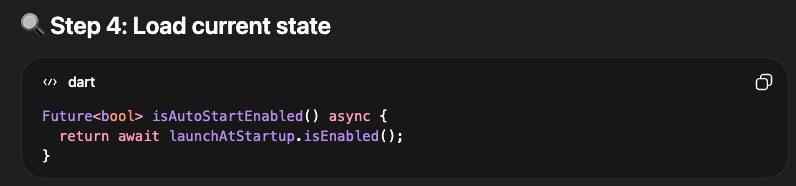 🔍 Step 4: Load current state
</> dart
Future<bool> isAutoStartEnabled() async {
  return await launchAtStartup.isEnabled();
}